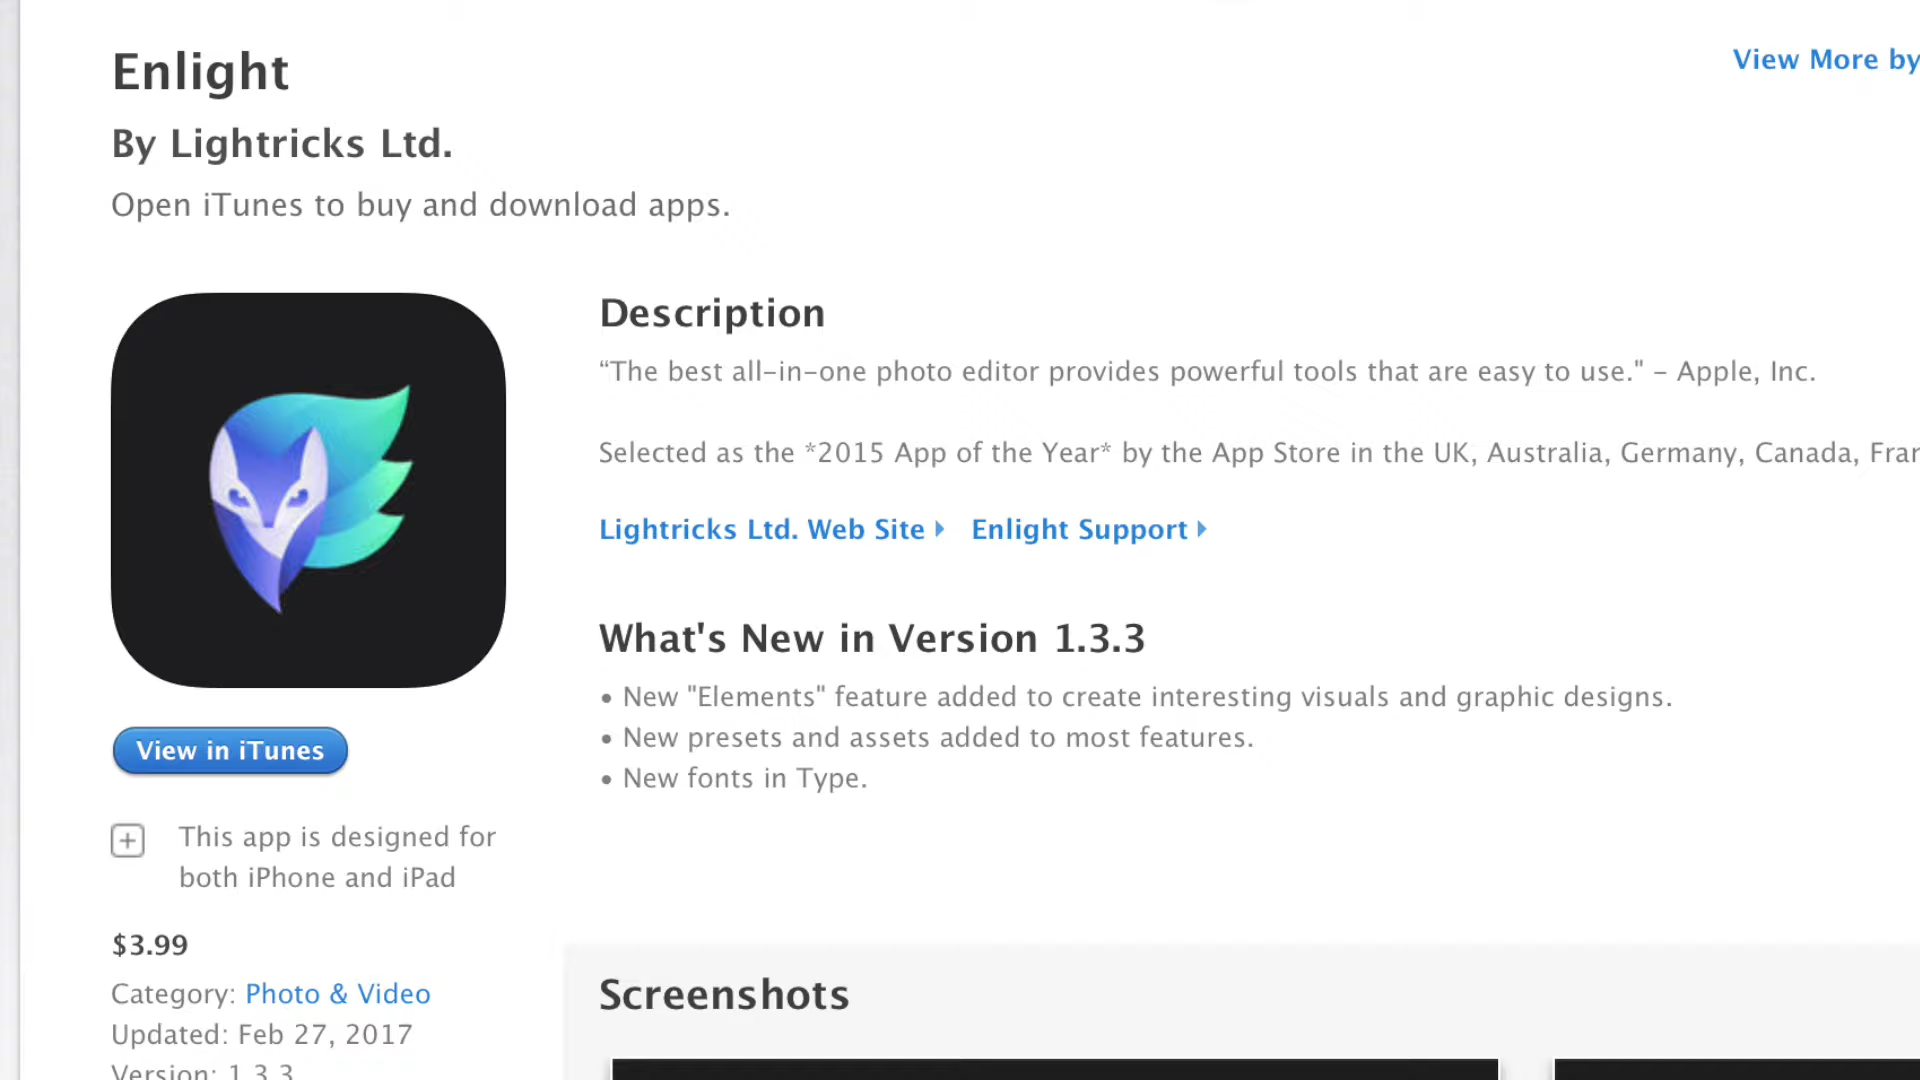 Enlight
View More by
By Lightricks Ltd.
Open iTunes to buy and download apps.
Description
“The best all-in-one photo editor provides powerful tools that are easy to use." – Apple, Inc.
Selected as the *2015 App of the Year* by the App Store in the UK, Australia, Germany, Canada,
Lightricks Ltd. Web Site
Enlight Support
What's New in Version 1.3.3
• New "Elements" feature added to create interesting visuals and graphic designs.
• New presets and assets added to most features.
• New fonts in Type.
View in iTunes
This app is designed for
both iPhone and iPad
$3.99
Category: Photo & Video
Updated: Feb 27, 2017
Version: 1.3.3
Screenshots